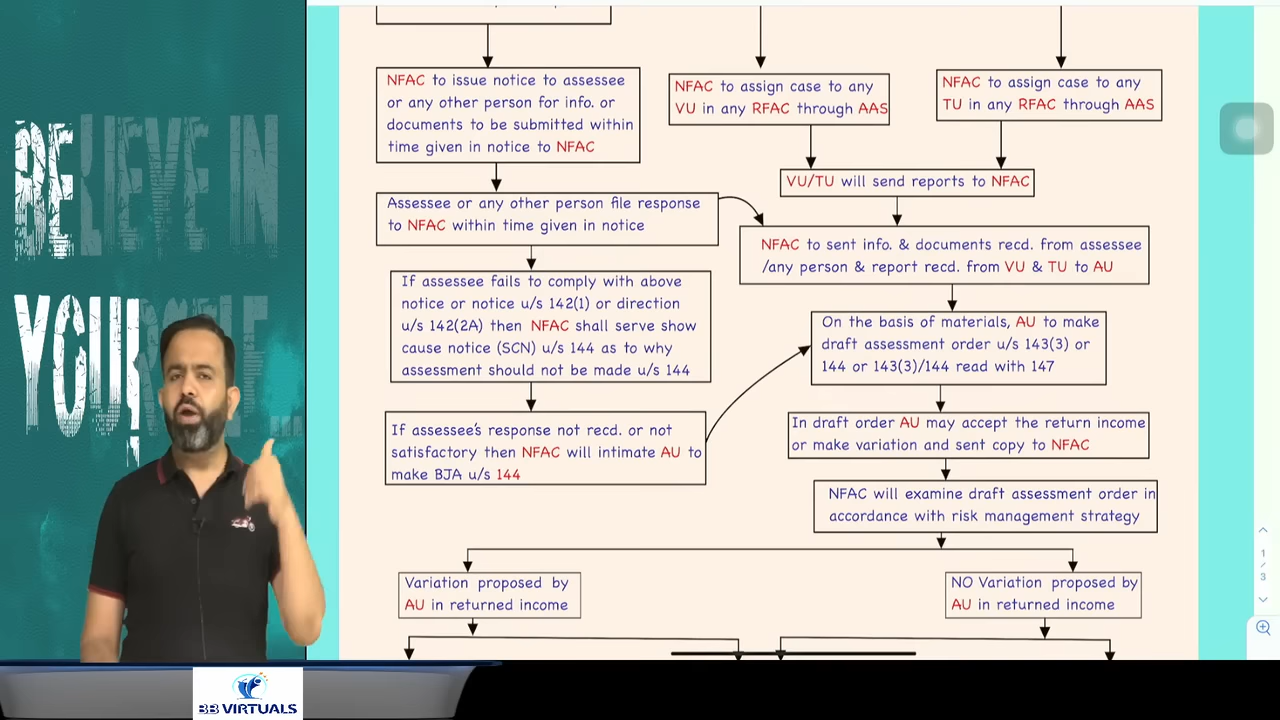 BELIEVE IN
YOURSELF...
NFAC to issue notice to assessee
or any other person for info. or
documents to be submitted within
time given in notice to NFAC
NFAC to assign case to any
VU in any RFAC through AAS
NFAC to assign case to any
TU in any RFAC through AAS
VU/TU will send reports to NFAC
Assessee or any other person file response
to NFAC within time given in notice
NFAC to sent info. & documents recd. from assessee
/any person & report recd. from VU & TU to AU
If assessee fails to comply with above
notice or notice u/s 142(1) or direction
u/s 142(2A) then NFAC shall serve show
cause notice (SCN) u/s 144 as to why
assessment should not be made u/s 144
On the basis of materials, AU to make
draft assessment order u/s 143(3) or
144 or 143(3)/144 read with 147
If assessee's response not recd. or not
satisfactory then NFAC will intimate AU to
make BJA u/s 144
In draft order AU may accept the return income
or make variation and sent copy to NFAC
NFAC will examine draft assessment order in
accordance with risk management strategy
Variation proposed by
AU in returned income
NO Variation proposed by
AU in returned income
1
/
3
BB VIRTUALS